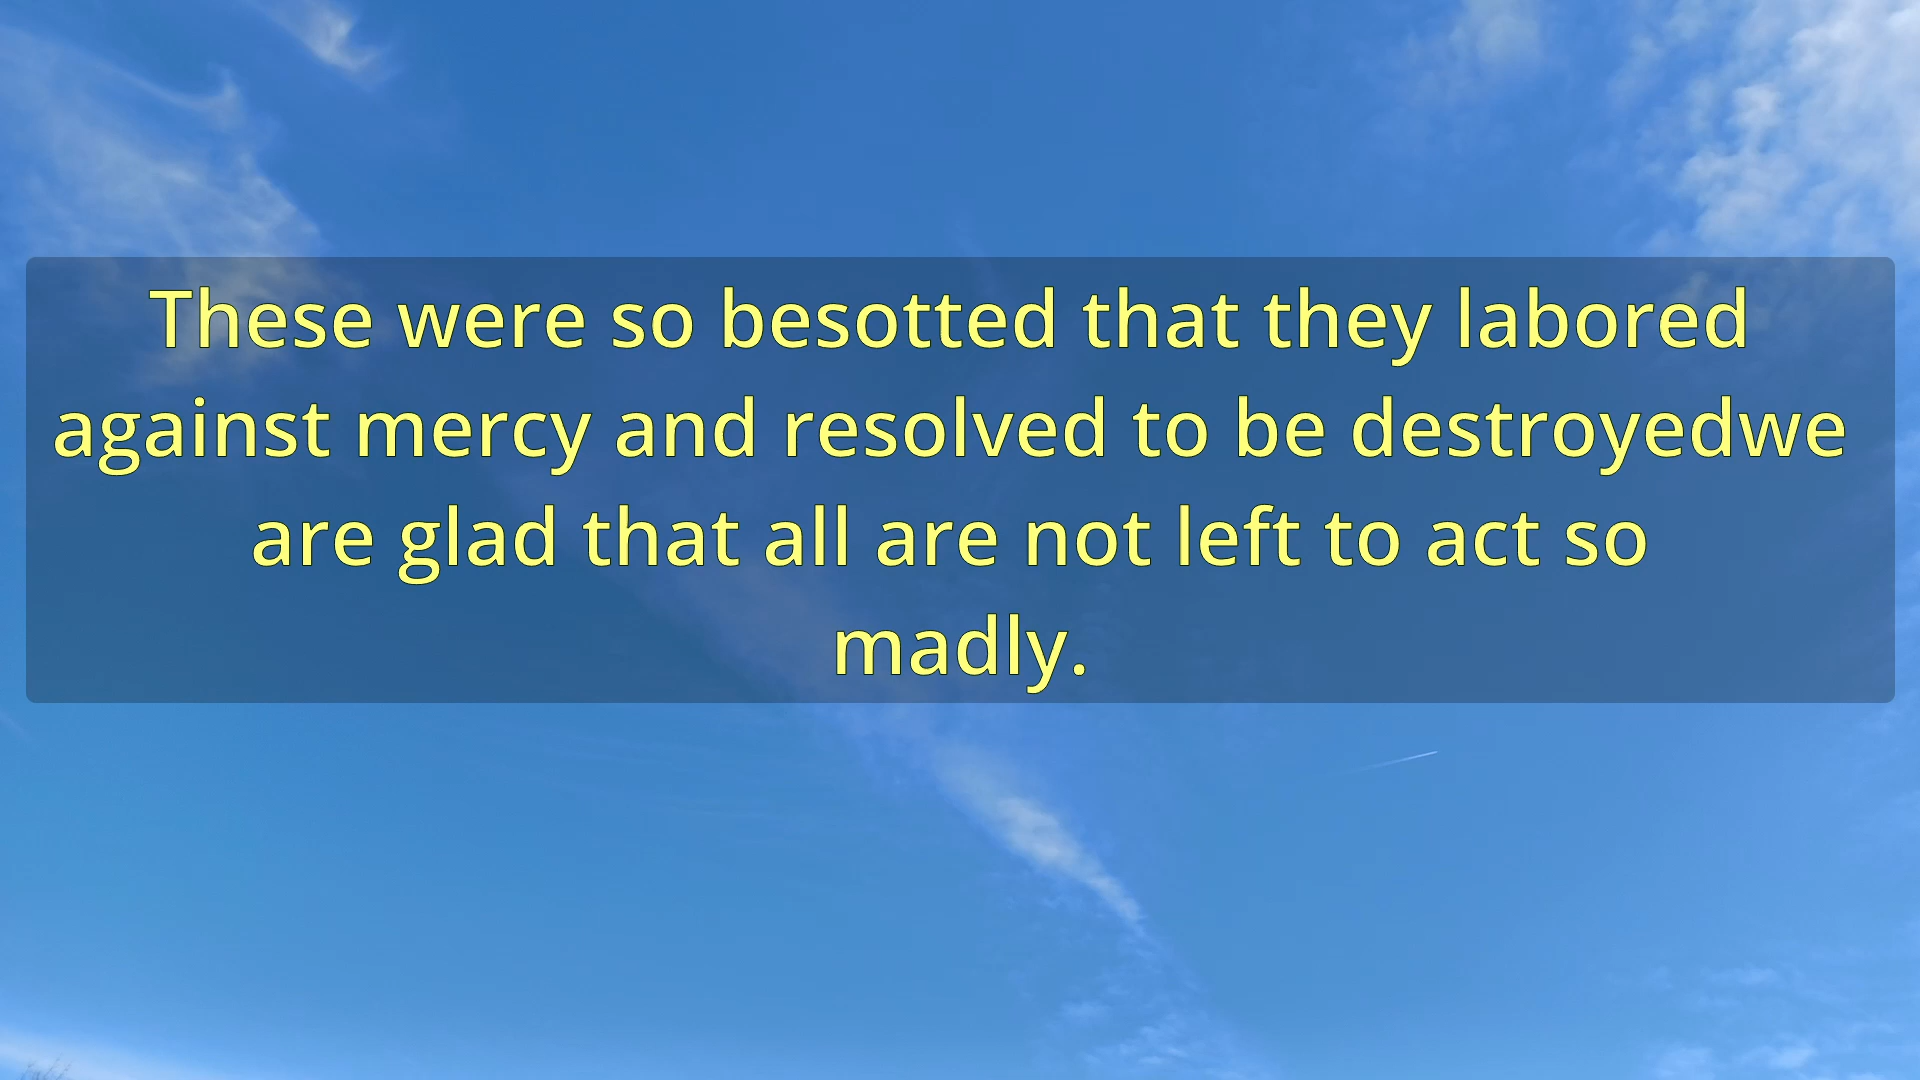 These were so besotted that they labored
against mercy and resolved to be destroyedwe
are glad that all are not left to act so
madly.